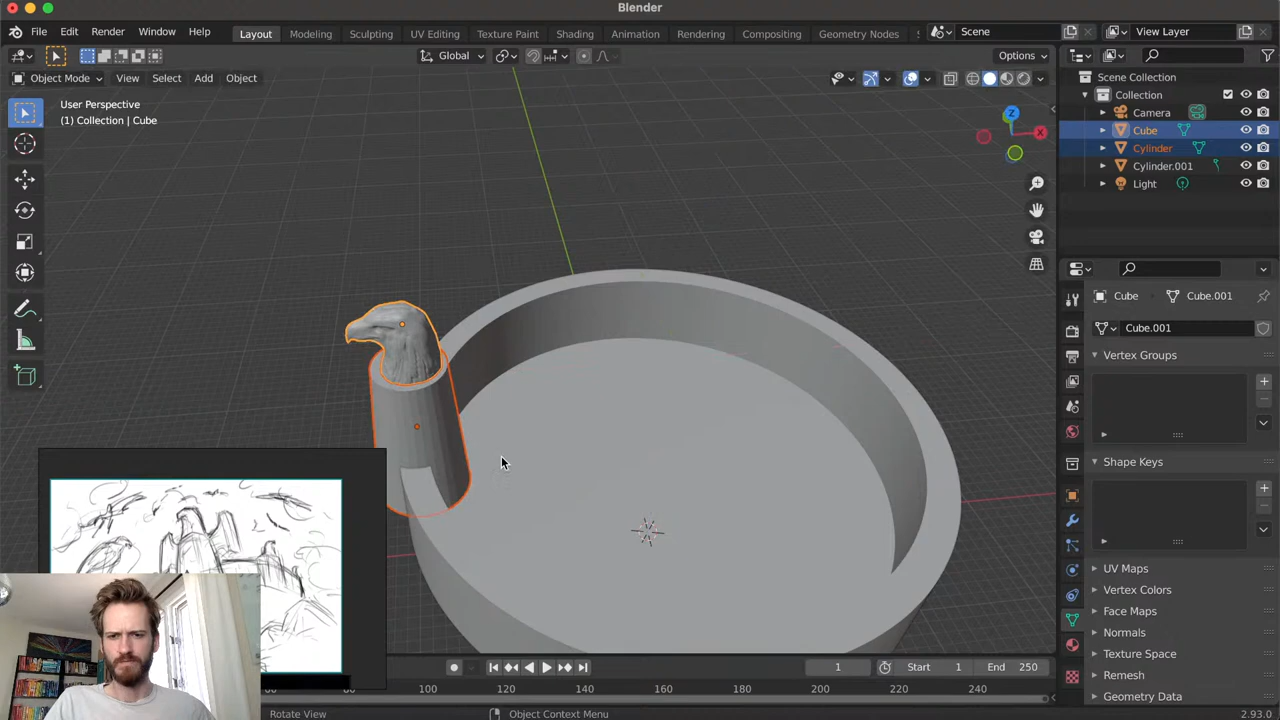 Blender
File Edit Render Window Help Layout Modeling Sculpting UV Editing Texture Paint Shading Animation Rendering Compositing Geometry Nodes Scene View Layer
Global Options
Object Mode View Select Add Object
User Perspective
(1) Collection | Cube
Z
X
Scene Collection
Collection
Camera
Cube
Cylinder
Cylinder.001
Light
Cube Cube.001
Cube.001
Vertex Groups
Shape Keys
UV Maps
Vertex Colors
Face Maps
Normals
Texture Space
Remesh
Geometry Data
1 Start 1 End 250
100 120 140 160 180 200 220 240
Rotate View Object Context Menu 2.93.0